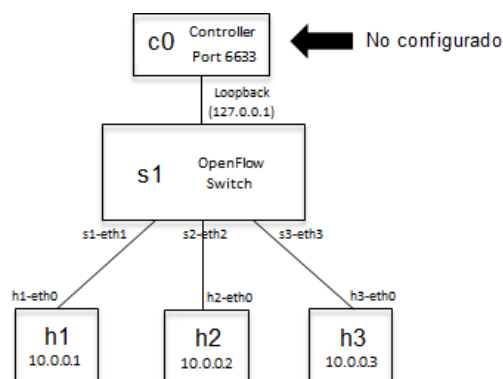 c0 Controller
Port 6633
No configurado
Loopback
(127.0.0.1)
s1 OpenFlow
Switch
s1-eth1 s2-eth2 s3-eth3
h1-eth0 h2-eth0 h3-eth0
h1 h2 h3
10.0.0.1 10.0.0.2 10.0.0.3